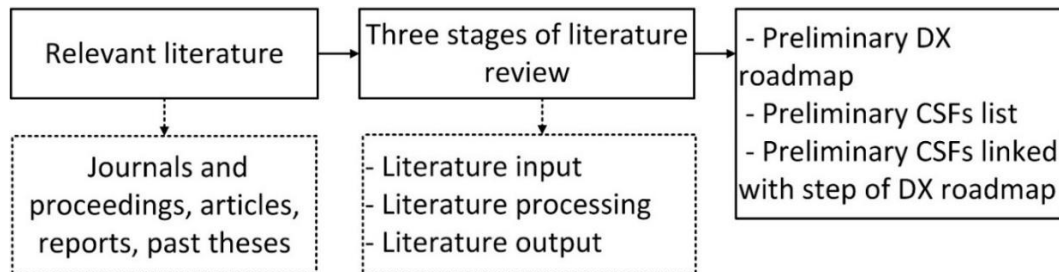 Relevant literature
Three stages of literature
review
- Preliminary DX
roadmap
- Preliminary CSFs list
- Preliminary CSFs linked
with step of DX roadmap
Journals and
proceedings, articles,
reports, past theses
- Literature input
- Literature processing
- Literature output